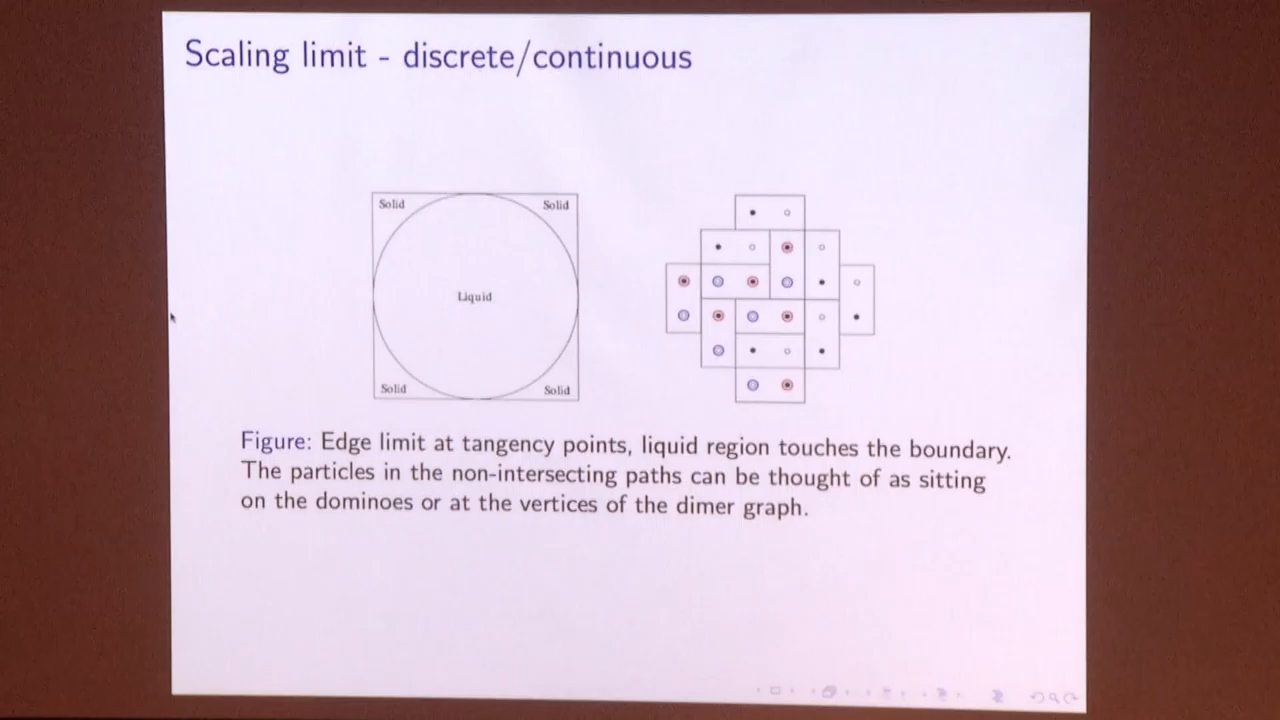 Scaling limit - discrete/continuous
Solid Solid
Liquid
Solid Solid
Figure: Edge limit at tangency points, liquid region touches the boundary.
The particles in the non-intersecting paths can be thought of as sitting
on the dominoes or at the vertices of the dimer graph.